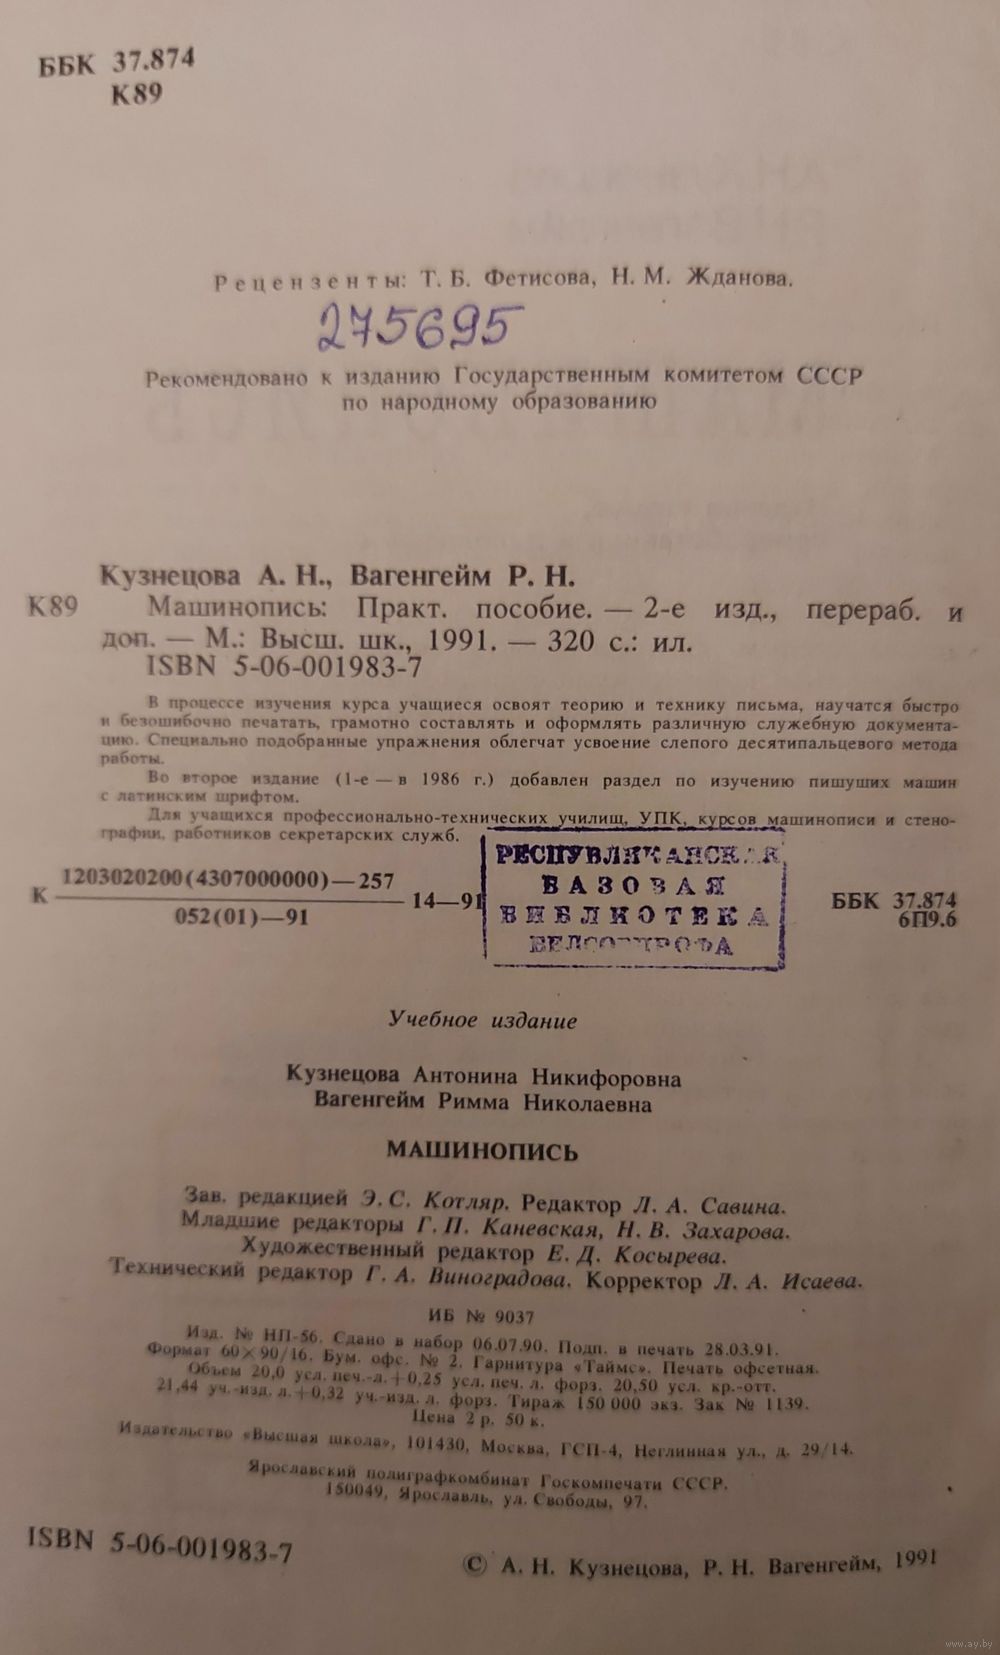 ББК 37.874
К89
Рецензенты: Т. Б. Фетисова, Н. М. Жданова.
275695
Рекомендовано к изданию Государственным комитетом СССР
по народному образованию
Кузнецова А. Н., Вагенгейм Р. Н.
К89 Машинопись: Практ. пособие. — 2-е изд., перераб. и
доп. — М.: Высш. шк., 1991. — 320 с.: ил.
ISBN 5-06-001983-7
В процессе изучения курса учащиеся освоят теорию и технику письма, научатся быстро
и безошибочно печатать, грамотно составлять и оформлять различную служебную документа-
цию. Специально подобранные упражнения облегчат усвоение слепого десятипальцевого метода
работы.
Во второе издание (1-е — в 1986 г.) добавлен раздел по изучению пишущих машин
с латинским шрифтом.
Для учащихся профессионально-технических училищ, УПК, курсов машинописи и стено-
графии, работников секретарских служб.
К 1203020200(4307000000)—257
052(01)—91
14—91
РЕСПУБЛИКАНСКАЯ
БАЗОВАЯ
БИБЛИОТЕКА
БЕЛСОВПРОФА
ББК 37.874
6П9.6
Учебное издание
Кузнецова Антонина Никифоровна
Вагенгейм Римма Николаевна
МАШИНОПИСЬ
Зав. редакцией Э. С. Котляр. Редактор Л. А. Савина.
Младшие редакторы Г. П. Каневская, Н. В. Захарова.
Художественный редактор Е. Д. Косырева.
Технический редактор Г. А. Виноградова. Корректор Л. А. Исаева.
ИБ № 9037
Изд. № НП-56. Сдано в набор 06.07.90. Подп. в печать 28.03.91.
Формат 60×90/16. Бум. офс. № 2. Гарнитура «Таймс». Печать офсетная.
Объем 20,0 усл. печ.-л.+0,25 усл. печ. л. форз. 20,50 усл. кр.-отт.
21,44 уч.-изд. л.+0,32 уч.-изд. л. форз. Тираж 150 000 экз. Зак № 1139.
Цена 2 р. 50 к.
Издательство «Высшая школа», 101430, Москва, ГСП-4, Неглинная ул., д. 29/14.
Ярославский полиграфкомбинат Госкомпечати СССР.
150049, Ярославль, ул. Свободы, 97.
ISBN 5-06-001983-7
© А. Н. Кузнецова, Р. Н. Вагенгейм, 1991
www.ay.by